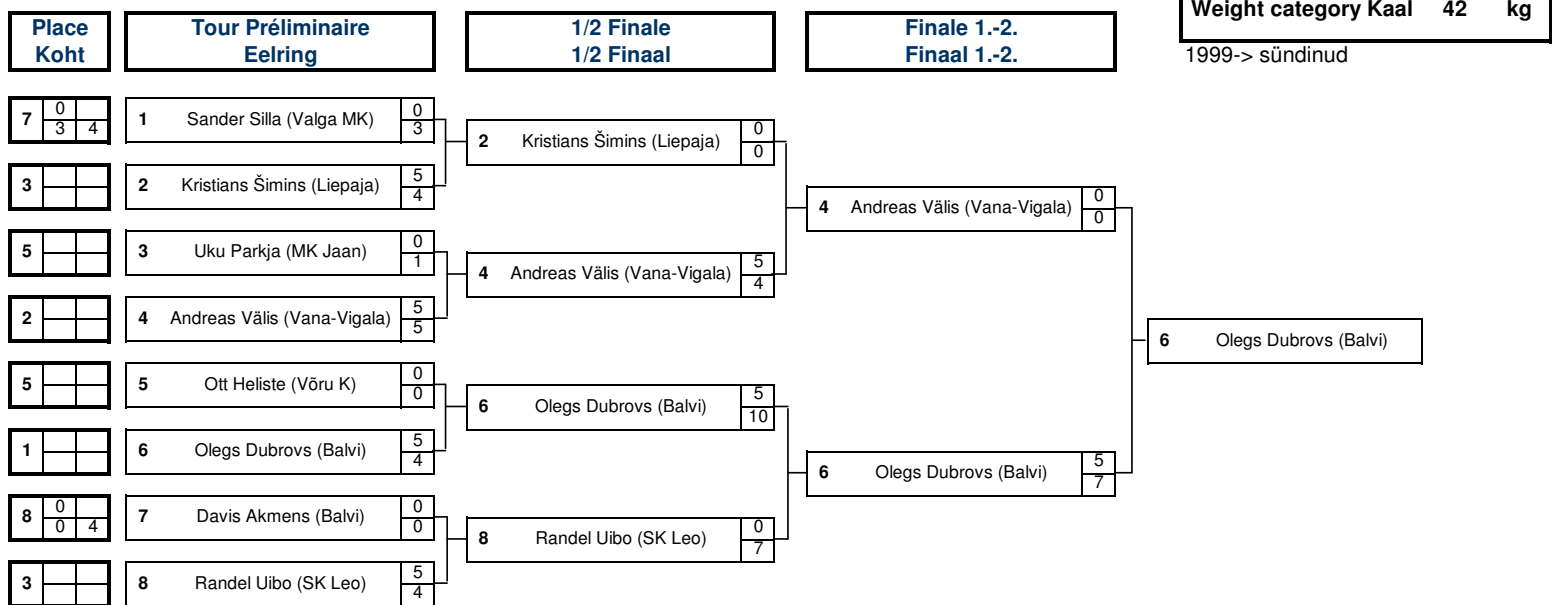 Weight category Kaal 42 kg
1999-> sündinud
Place Koht
Tour Préliminaire Eelring
1/2 Finale 1/2 Finaal
Finale 1.-2. Finaal 1.-2.
7 0 3 4
1 Sander Silla (Valga MK) 0 3
3
2 Kristians Šimins (Liepaja) 5 4
5
3 Uku Parkja (MK Jaan) 0 1
2
4 Andreas Välis (Vana-Vigala) 5 5
5
5 Ott Heliste (Võru K) 0 0
1
6 Olegs Dubrovs (Balvi) 5 4
8 0 0 4
7 Davis Akmens (Balvi) 0 0
3
8 Randel Uibo (SK Leo) 5 4
2 Kristians Šimins (Liepaja) 0 0
4 Andreas Välis (Vana-Vigala) 5 4
6 Olegs Dubrovs (Balvi) 5 10
8 Randel Uibo (SK Leo) 0 7
4 Andreas Välis (Vana-Vigala) 0 0
6 Olegs Dubrovs (Balvi) 5 7
6 Olegs Dubrovs (Balvi)